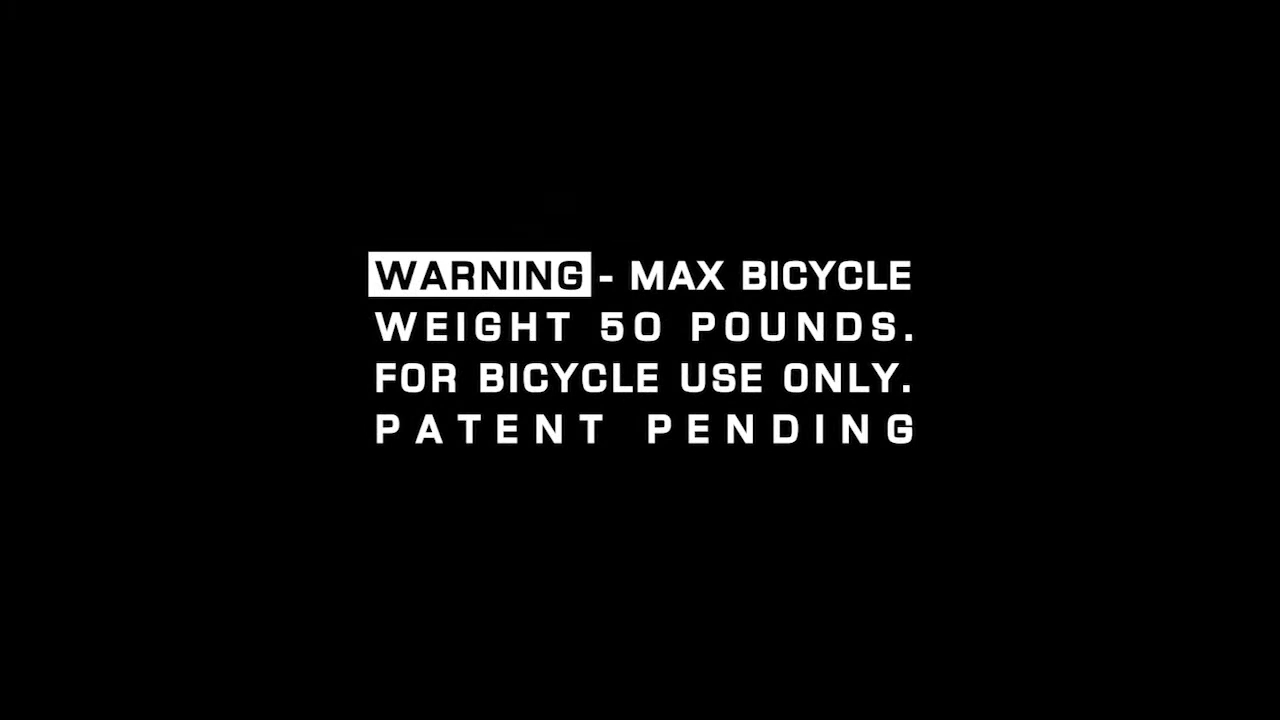 WARNING - MAX BICYCLE
WEIGHT 50 POUNDS.
FOR BICYCLE USE ONLY.
PATENT PENDING